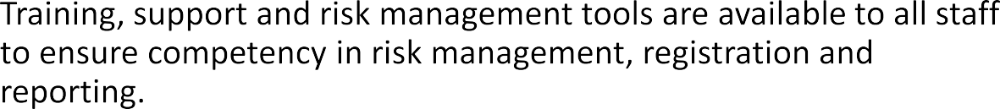 Training, support and risk management tools are available to all staff
to ensure competency in risk management, registration and
reporting.